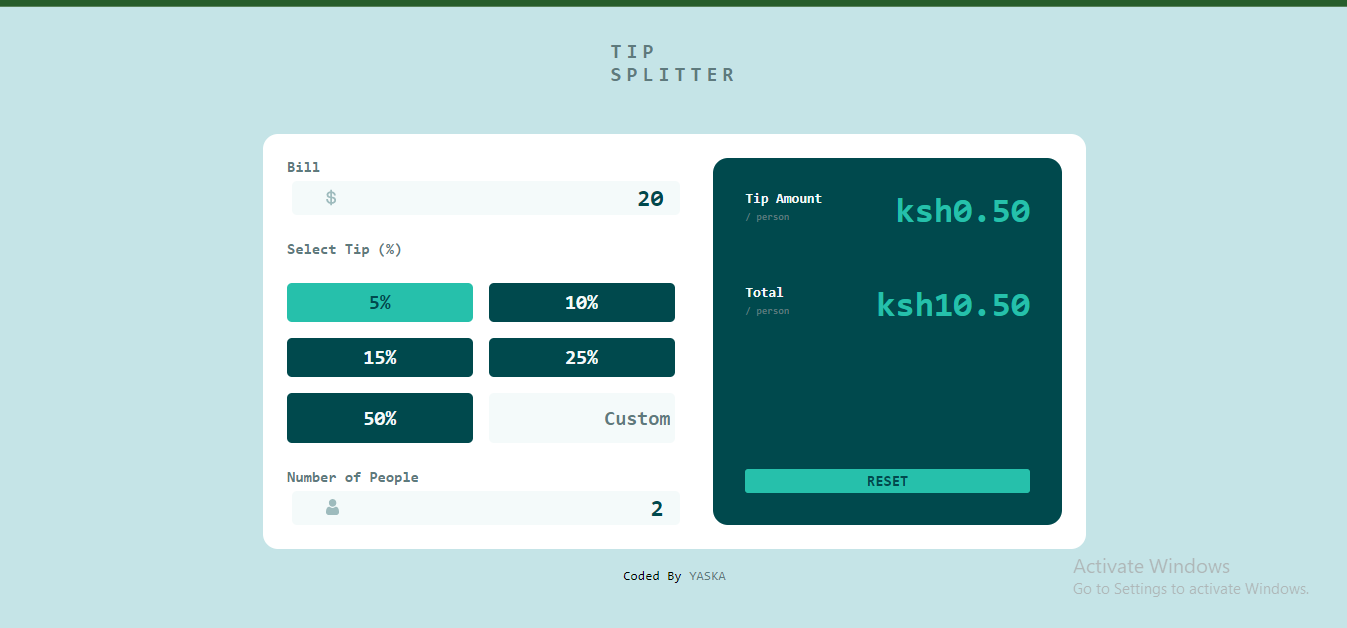 TIP
SPLITTER
Bill
$
20
Select Tip (%)
5%
10%
15%
25%
50%
Custom
Number of People
2
Tip Amount
/ person
ksh0.50
Total
/ person
ksh10.50
RESET
Coded By YASKA
Activate Windows
Go to Settings to activate Windows.